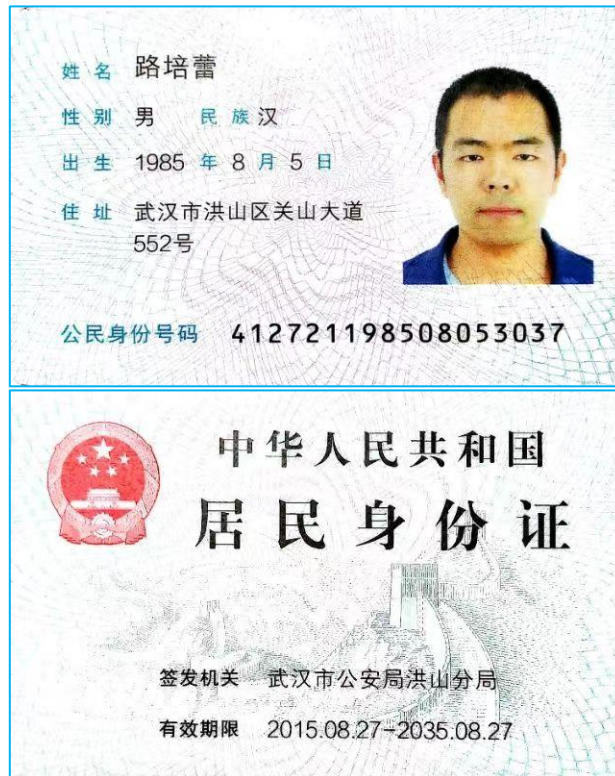 姓名 路培蕾
性别 男 民族 汉
出生 1985 年 8 月 5 日
住址 武汉市洪山区关山大道
552号
公民身份号码 412721198508053037
中华人民共和国
居民身份证
签发机关 武汉市公安局洪山分局
有效期限 2015.08.27-2035.08.27